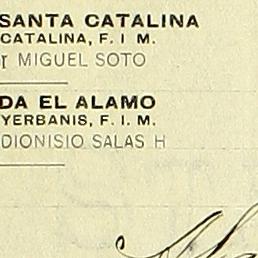 SANTA CATALINA
CATALINA, F. I M.
r MIGUEL SOTO
DA EL ALAMO
YERBANIS, F. I. M.
DIONISIO SALAS H